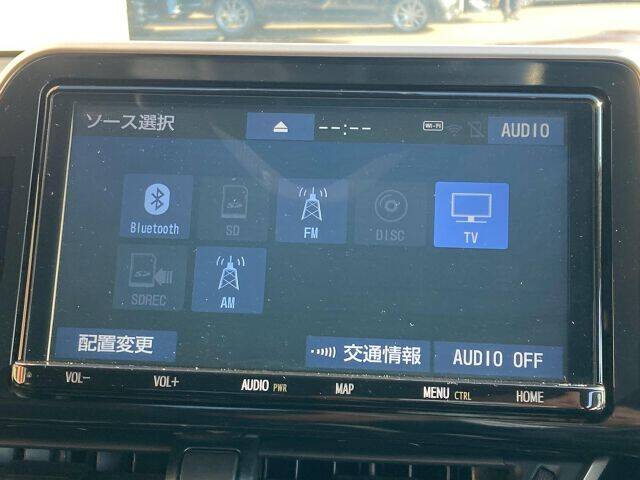 ソース選択
--:--
Wi-Fi
AUDIO
Bluetooth
SD
FM
DISC
TV
SDREC
AM
配置変更
交通情報
AUDIO OFF
VOL-
VOL+
AUDIO PWR
MAP
MENU CTRL
HOME